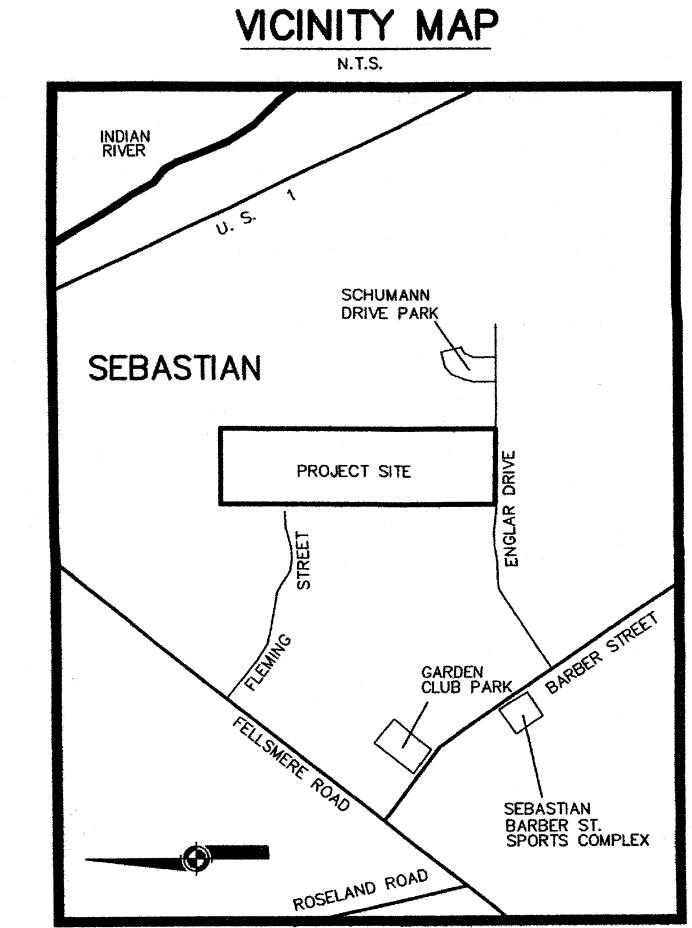 VICINITY MAP
N.T.S.
INDIAN
RIVER
U. S. 1
SCHUMANN
DRIVE PARK
SEBASTIAN
PROJECT SITE
ENGLAR DRIVE
FLEMING STREET
BARBER STREET
GARDEN
CLUB PARK
FELLSMERE ROAD
SEBASTIAN
BARBER ST.
SPORTS COMPLEX
ROSELAND ROAD